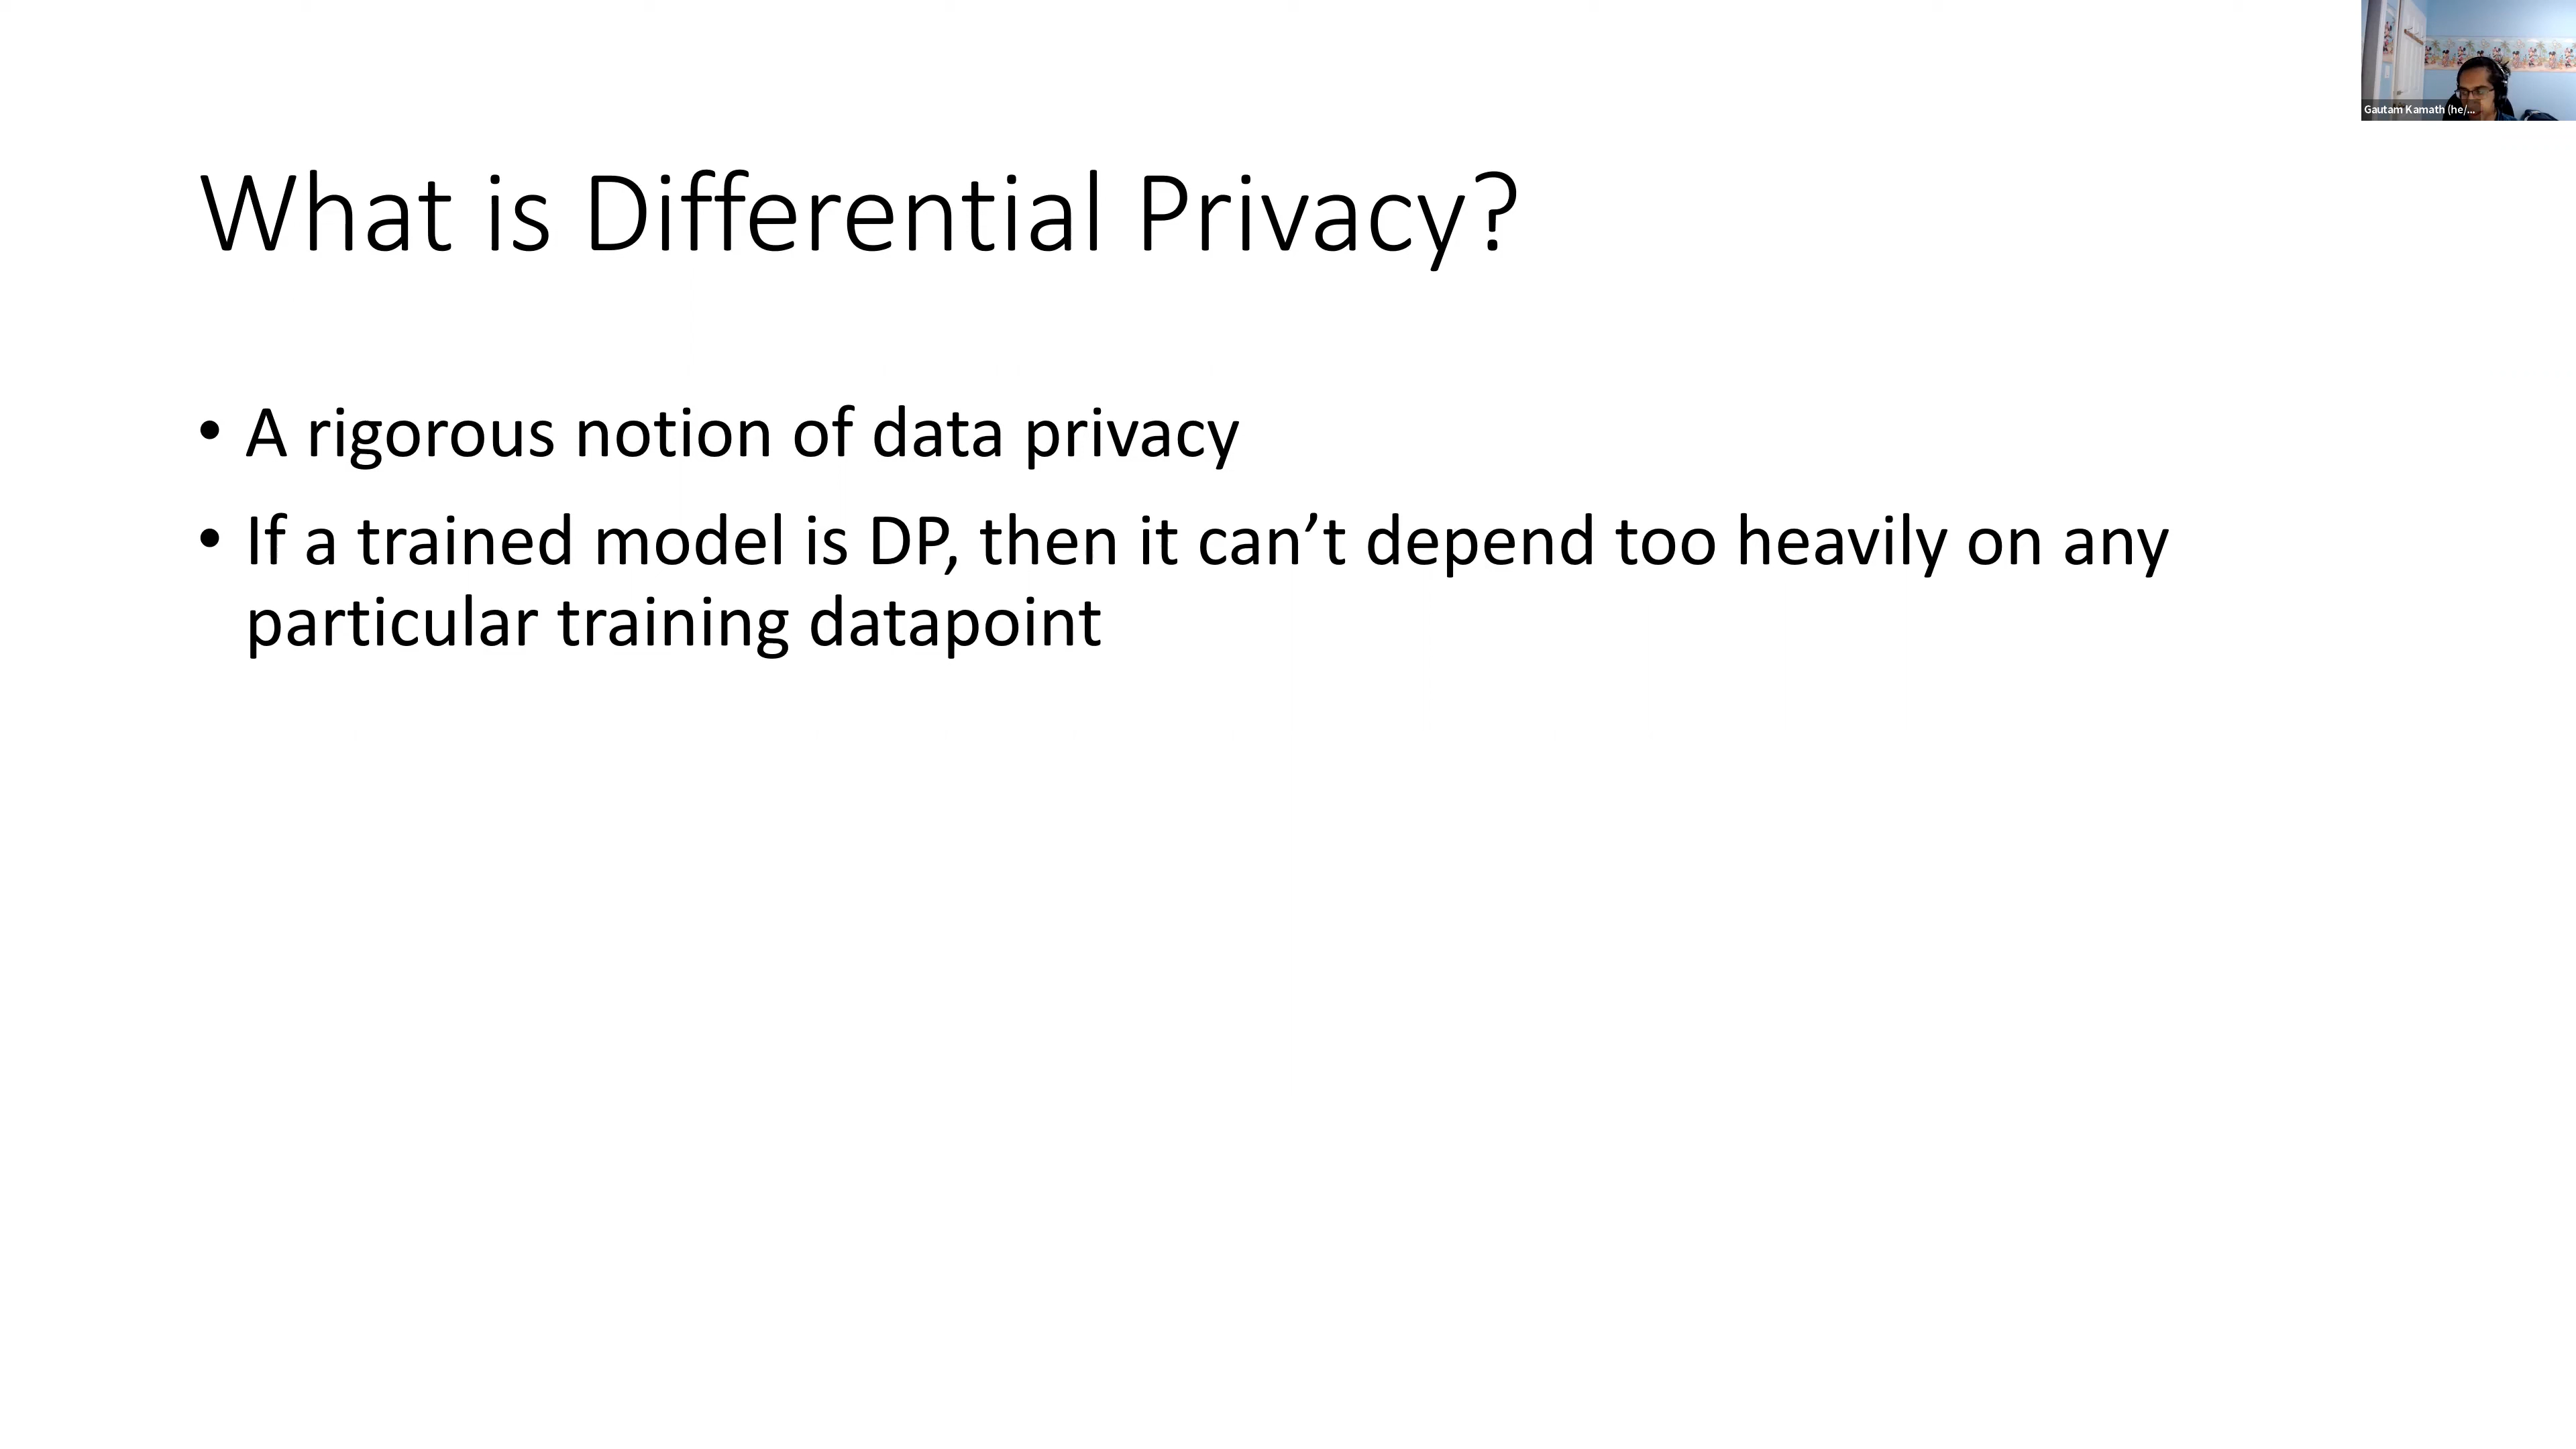 Gautam Kamath (he/...
What is Differential Privacy?
• A rigorous notion of data privacy
• If a trained model is DP, then it can’t depend too heavily on any
particular training datapoint